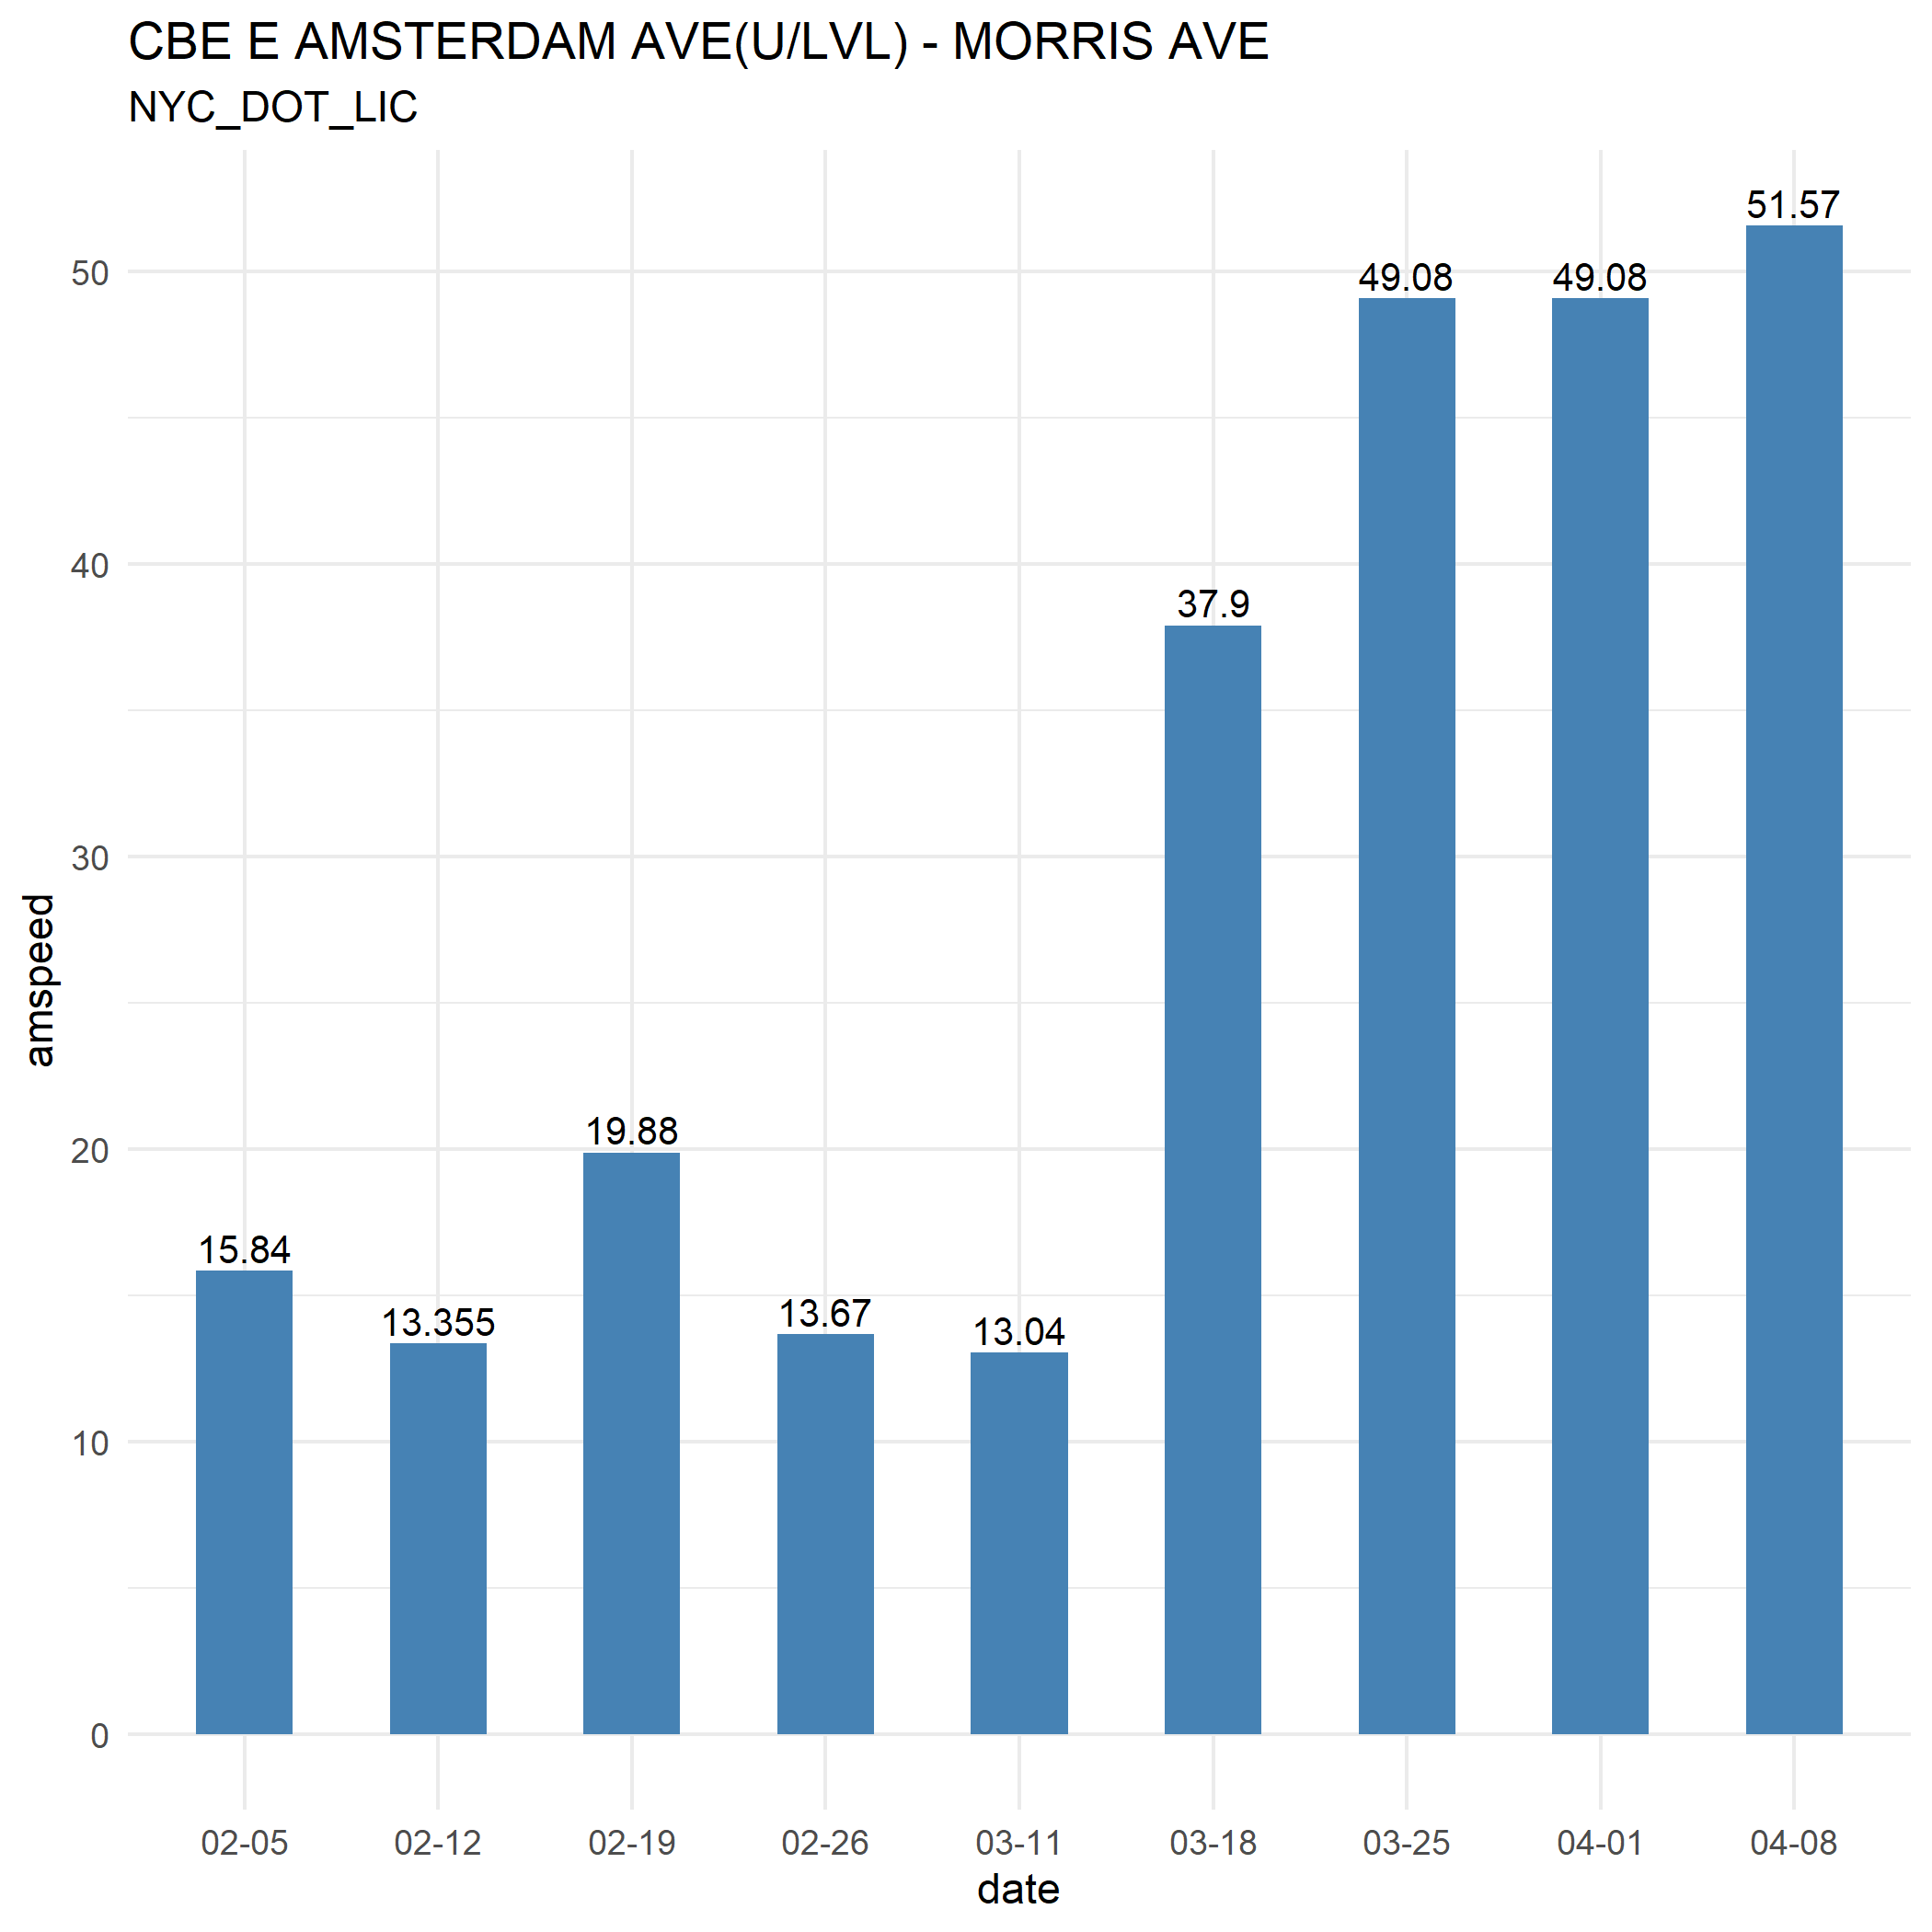 CBE E AMSTERDAM AVE(U/LVL) - MORRIS AVE
NYC_DOT_LIC
51.57
50
49.08 49.08
40
37.9
30
amspeed
20
19.88
15.84
13.355
13.67
13.04
10
0
02-05 02-12 02-19 02-26 03-11 03-18 03-25 04-01 04-08
date